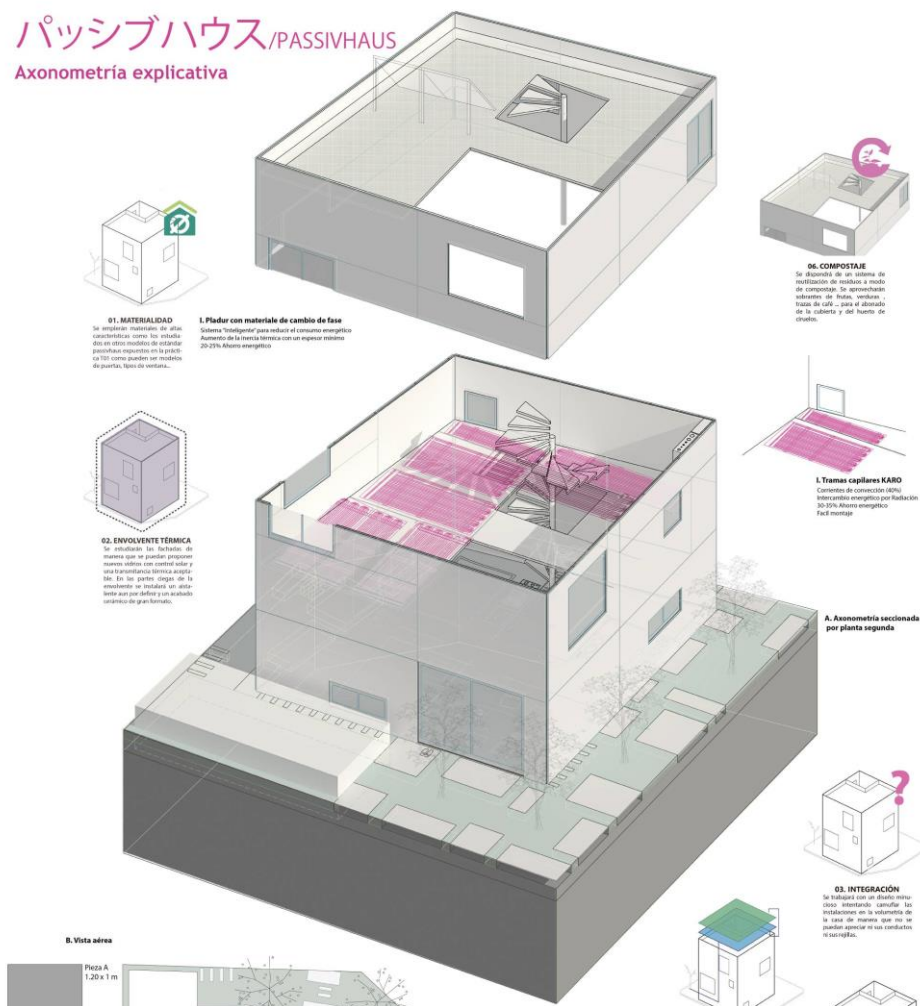 パッシブハウス/PASSIVHAUS
Axonometría explicativa
01. MATERIALIDAD
Se emplerán materiales de altas
características como los estudia-
dos en otros modelos de estándar
passivhaus expuestos en la prácti-
ca T01 como pueden ser modelos
de puertas, tipos de ventana...
I. Pladur con materiale de cambio de fase
Sistema "Inteligente" para reducir el consumo energético
Aumento de la inercia térmica con un espesor mínimo
20-25% Ahorro energético
06. COMPOSTAJE
Se dispondrá de un sistema de
reutilización de residuos a modo
de compostaje. Se aprovecharán
sobrantes de frutas, verduras ,
trazas de café ... para el abonado
de la cubierta y del huerto de
ciruelos.
02. ENVOLVENTE TÉRMICA
Se estudiarán las fachadas de
manera que se puedan proponer
nuevos vidrios con control solar y
una transmitancia térmica acepta-
ble. En las partes ciegas de la
envolvente se instalará un aisla-
lente aun por definir y un acabado
cerámico de gran formato.
I. Tramas capilares KARO
Corrientes de convección (40%)
Intercambio energético por Radiación
30-35% Ahorro energético
Facil montaje
A. Axonometría seccionada
por planta segunda
03. INTEGRACIÓN
Se trabajará con un diseño minu-
cioso intentando camuflar las
instalaciones en la volumetría de
la casa de manera que no se
puedan apreciar ni sus conductos
ni sus rejillas.
B. Vista aérea
Pieza A
1.20 x 1 m